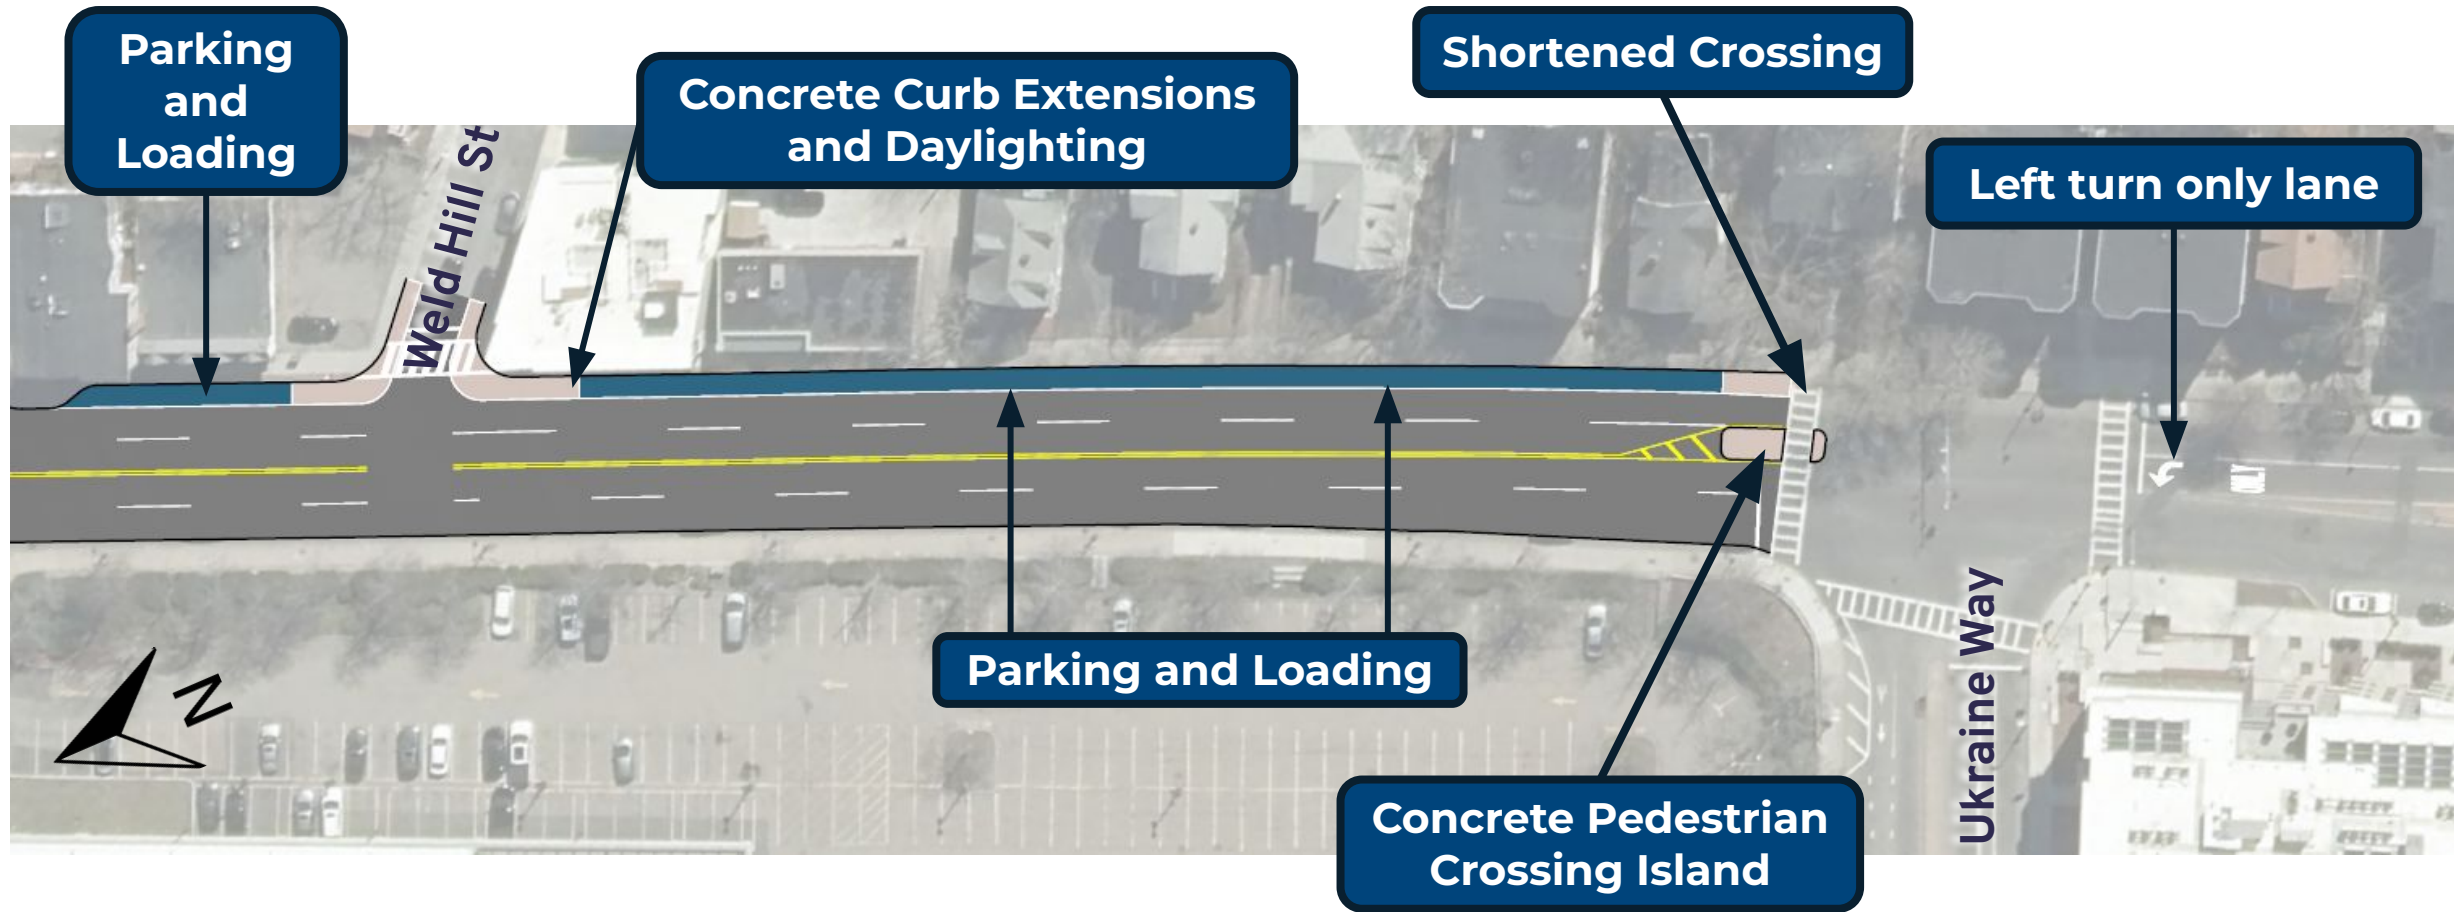 Parking
and
Loading
Concrete Curb Extensions
and Daylighting
Shortened Crossing
Left turn only lane
Weld Hill St
ONLY
Parking and Loading
N
Ukraine Way
Concrete Pedestrian
Crossing Island